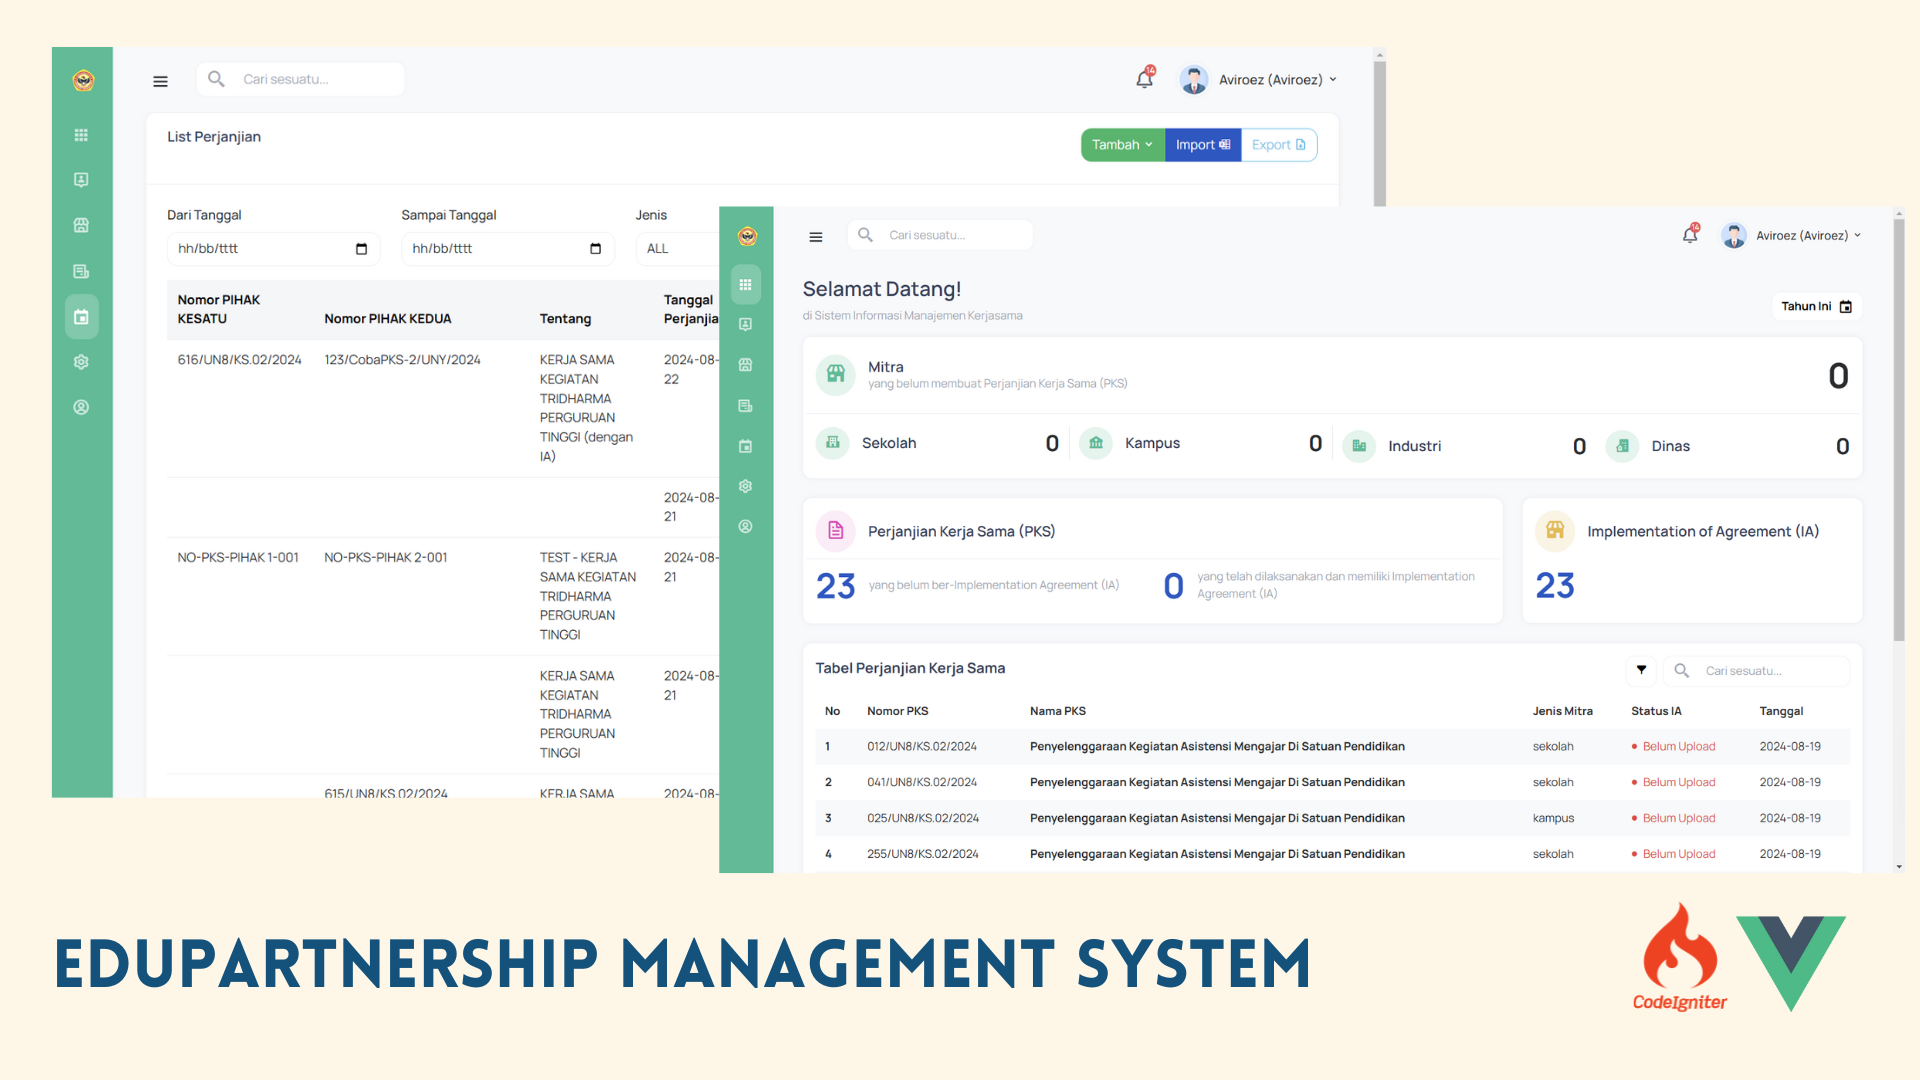 Cari sesuatu...
14
Aviroez (Aviroez)
List Perjanjian
Tambah
Import
Export
Dari Tanggal
Sampai Tanggal
Jenis
hh/bb/tttt
hh/bb/tttt
ALL
Nomor PIHAK
KESATU
Nomor PIHAK KEDUA
Tentang
Tanggal
Perjanjia
616/UN8/KS.02/2024
123/CobaPKS-2/UNY/2024
KERJA SAMA
KEGIATAN
TRIDHARMA
PERGURUAN
TINGGI (dengan
IA)
2024-08-
22
2024-08-
21
NO-PKS-PIHAK 1-001
NO-PKS-PIHAK 2-001
TEST - KERJA
SAMA KEGIATAN
TRIDHARMA
PERGURUAN
TINGGI
2024-08-
21
KERJA SAMA
KEGIATAN
TRIDHARMA
PERGURUAN
TINGGI
2024-08-
21
615/UN8/KS.02/2024
KERJA SAMA
2024-08-
Cari sesuatu...
14
Aviroez (Aviroez)
Selamat Datang!
di Sistem Informasi Manajemen Kerjasama
Tahun Ini
Mitra
yang belum membuat Perjanjian Kerja Sama (PKS)
0
Sekolah 0
Kampus 0
Industri 0
Dinas 0
Perjanjian Kerja Sama (PKS)
23 yang belum ber-Implementation Agreement (IA)
0 yang telah dilaksanakan dan memiliki Implementation
Agreement (IA)
Implementation of Agreement (IA)
23
Tabel Perjanjian Kerja Sama
Cari sesuatu...
No Nomor PKS Nama PKS Jenis Mitra Status IA Tanggal
1 012/UN8/KS.02/2024 Penyelenggaraan Kegiatan Asistensi Mengajar Di Satuan Pendidikan sekolah Belum Upload 2024-08-19
2 041/UN8/KS.02/2024 Penyelenggaraan Kegiatan Asistensi Mengajar Di Satuan Pendidikan sekolah Belum Upload 2024-08-19
3 025/UN8/KS.02/2024 Penyelenggaraan Kegiatan Asistensi Mengajar Di Satuan Pendidikan kampus Belum Upload 2024-08-19
4 255/UN8/KS.02/2024 Penyelenggaraan Kegiatan Asistensi Mengajar Di Satuan Pendidikan sekolah Belum Upload 2024-08-19
EDUPARTNERSHIP MANAGEMENT SYSTEM
CodeIgniter